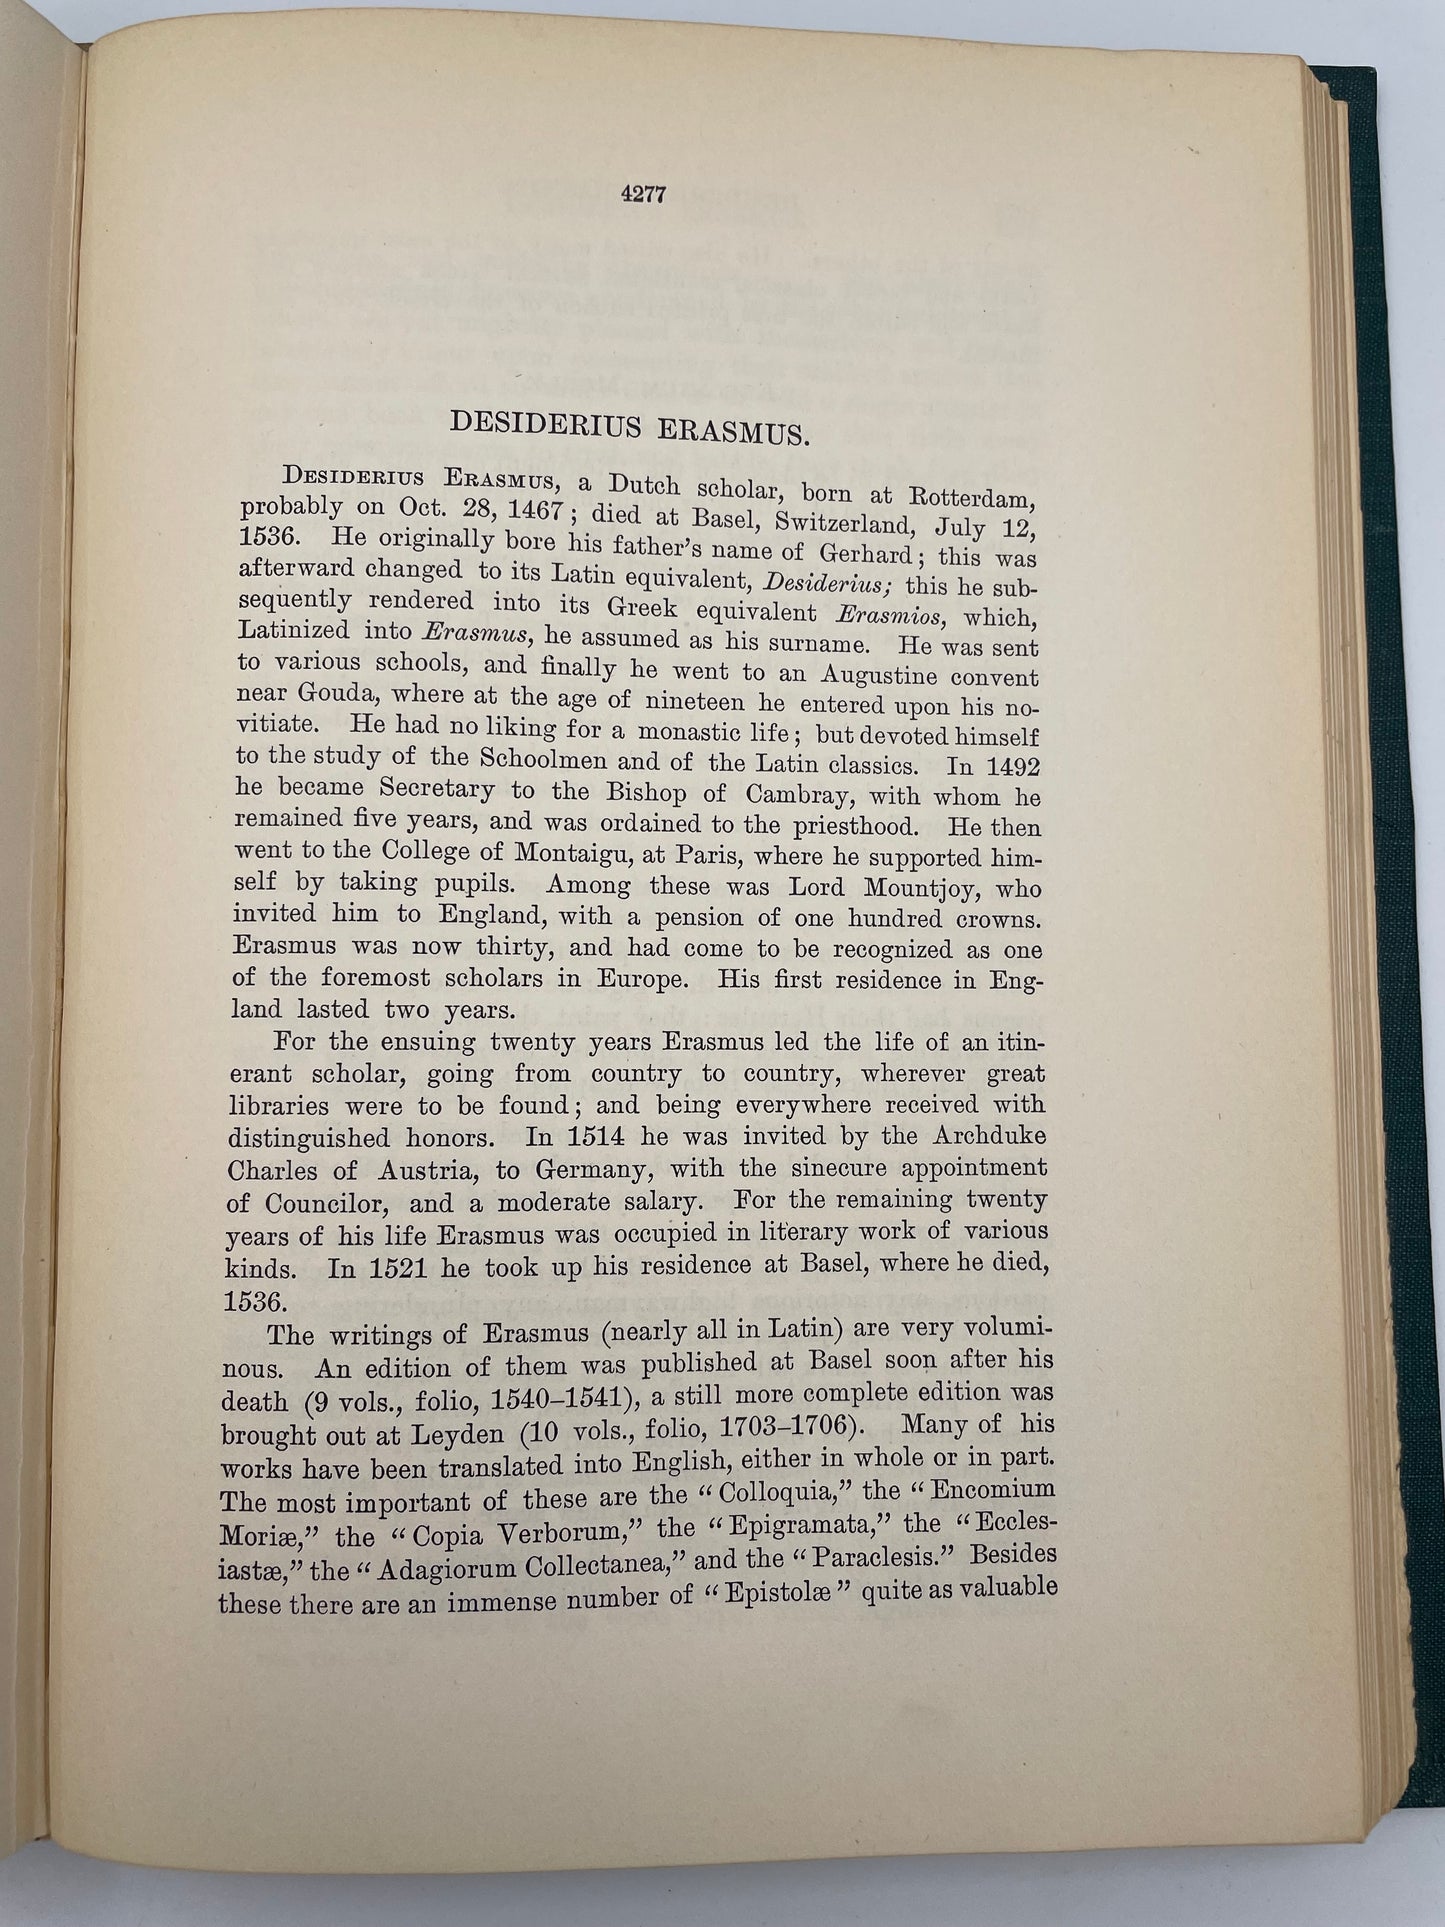 4277
DESIDERIUS ERASMUS.
DESIDERIUS ERASMUS, a Dutch scholar, born at Rotterdam,
probably on Oct. 28, 1467; died at Basel, Switzerland, July 12,
1536. He originally bore his father's name of Gerhard; this was
afterward changed to its Latin equivalent, Desiderius; this he sub-
sequently rendered into its Greek equivalent Erasmios, which,
Latinized into Erasmus, he assumed as his surname. He was sent
to various schools, and finally he went to an Augustine convent
near Gouda, where at the age of nineteen he entered upon his no-
vitiate. He had no liking for a monastic life; but devoted himself
to the study of the Schoolmen and of the Latin classics. In 1492
he became Secretary to the Bishop of Cambray, with whom he
remained five years, and was ordained to the priesthood. He then
went to the College of Montaigu, at Paris, where he supported him-
self by taking pupils. Among these was Lord Mountjoy, who
invited him to England, with a pension of one hundred crowns.
Erasmus was now thirty, and had come to be recognized as one
of the foremost scholars in Europe. His first residence in Eng-
land lasted two years.
For the ensuing twenty years Erasmus led the life of an itin-
erant scholar, going from country to country, wherever great
libraries were to be found; and being everywhere received with
distinguished honors. In 1514 he was invited by the Archduke
Charles of Austria, to Germany, with the sinecure appointment
of Councilor, and a moderate salary. For the remaining twenty
years of his life Erasmus was occupied in literary work of various
kinds. In 1521 he took up his residence at Basel, where he died,
1536.
The writings of Erasmus (nearly all in Latin) are very volumi-
nous. An edition of them was published at Basel soon after his
death (9 vols., folio, 1540–1541), a still more complete edition was
brought out at Leyden (10 vols., folio, 1703–1706). Many of his
works have been translated into English, either in whole or in part.
The most important of these are the "Colloquia," the "Encomium
Moriæ," the "Copia Verborum," the "Epigramata," the "Eccles-
iastæ," the "Adagiorum Collectanea," and the "Paraclesis." Besides
these there are an immense number of "Epistolæ" quite as valuable